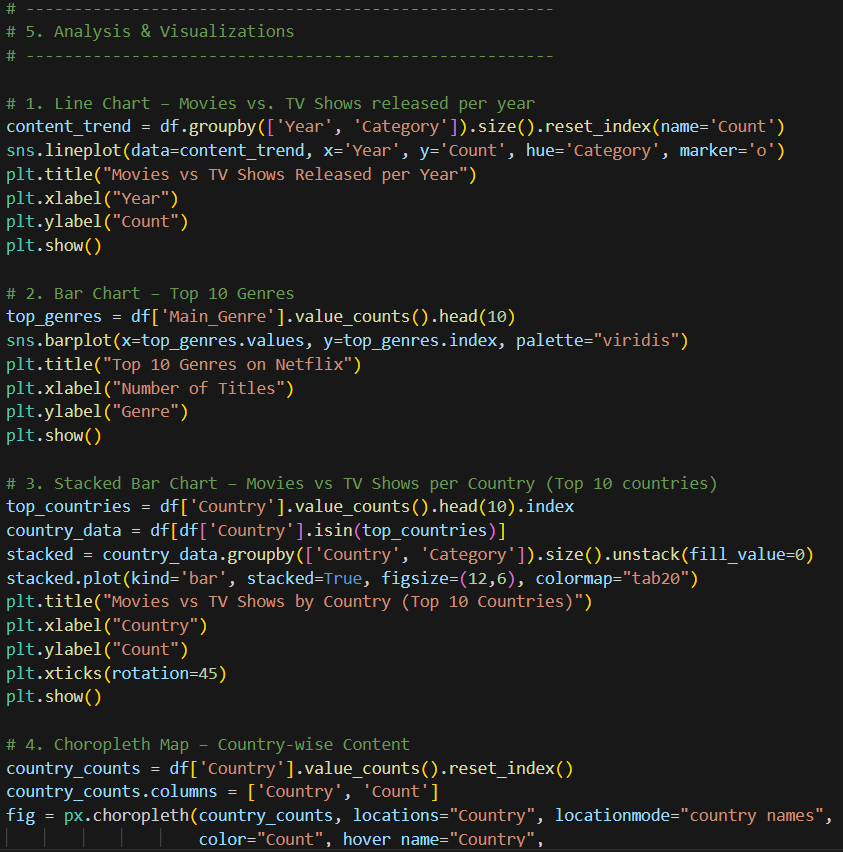 # -------------------------------------------------------
# 5. Analysis & Visualizations
# -------------------------------------------------------
# 1. Line Chart – Movies vs. TV Shows released per year
content_trend = df.groupby(['Year', 'Category']).size().reset_index(name='Count')
sns.lineplot(data=content_trend, x='Year', y='Count', hue='Category', marker='o')
plt.title("Movies vs TV Shows Released per Year")
plt.xlabel("Year")
plt.ylabel("Count")
plt.show()
# 2. Bar Chart – Top 10 Genres
top_genres = df['Main_Genre'].value_counts().head(10)
sns.barplot(x=top_genres.values, y=top_genres.index, palette="viridis")
plt.title("Top 10 Genres on Netflix")
plt.xlabel("Number of Titles")
plt.ylabel("Genre")
plt.show()
# 3. Stacked Bar Chart – Movies vs TV Shows per Country (Top 10 countries)
top_countries = df['Country'].value_counts().head(10).index
country_data = df[df['Country'].isin(top_countries)]
stacked = country_data.groupby(['Country', 'Category']).size().unstack(fill_value=0)
stacked.plot(kind='bar', stacked=True, figsize=(12,6), colormap="tab20")
plt.title("Movies vs TV Shows by Country (Top 10 Countries)")
plt.xlabel("Country")
plt.ylabel("Count")
plt.xticks(rotation=45)
plt.show()
# 4. Choropleth Map – Country-wise Content
country_counts = df['Country'].value_counts().reset_index()
country_counts.columns = ['Country', 'Count']
fig = px.choropleth(country_counts, locations="Country", locationmode="country names",
color="Count", hover_name="Country",